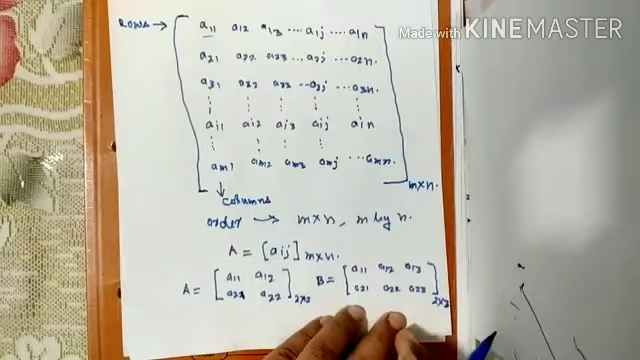 Made with KINEMASTER
Rows → a11 a12 a13 .... a1j .... a1n
a21 a22 a23 ... a2j ... a2n.
a31 a32 a33 ... a3j ... a3n.
ai1 ai2 ai3 aij ain
am1 am2 am3 amj ... amn. m×n.
↓ columns
order → m×n, m by n.
A = [aij] m×n.
A = [a11 a12 B = [a11 a12 a13
a21 a22] 2×2 a21 a22 a23] 2×3